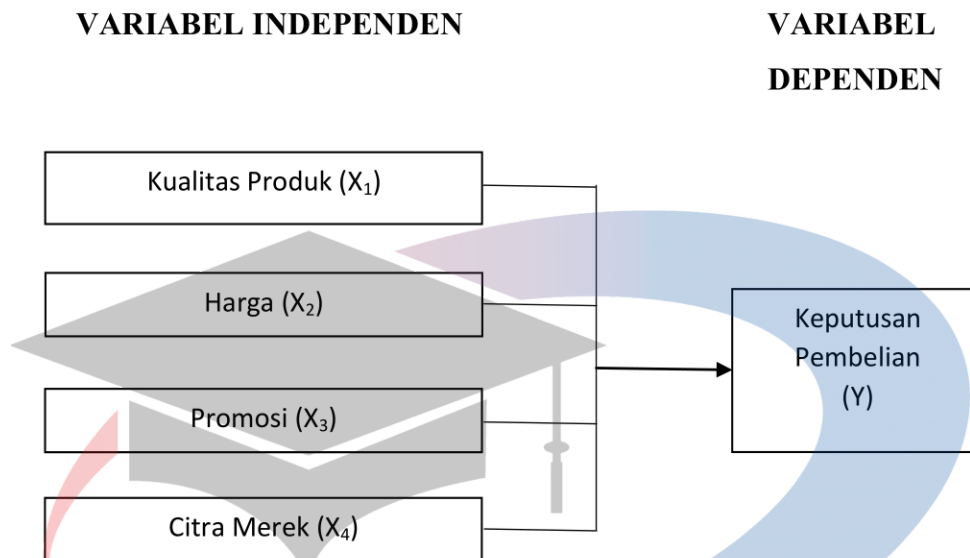 VARIABEL INDEPENDEN
VARIABEL
DEPENDEN
Kualitas Produk (X₁)
Harga (X₂)
Promosi (X₃)
Citra Merek (X₄)
Keputusan
Pembelian
(Y)